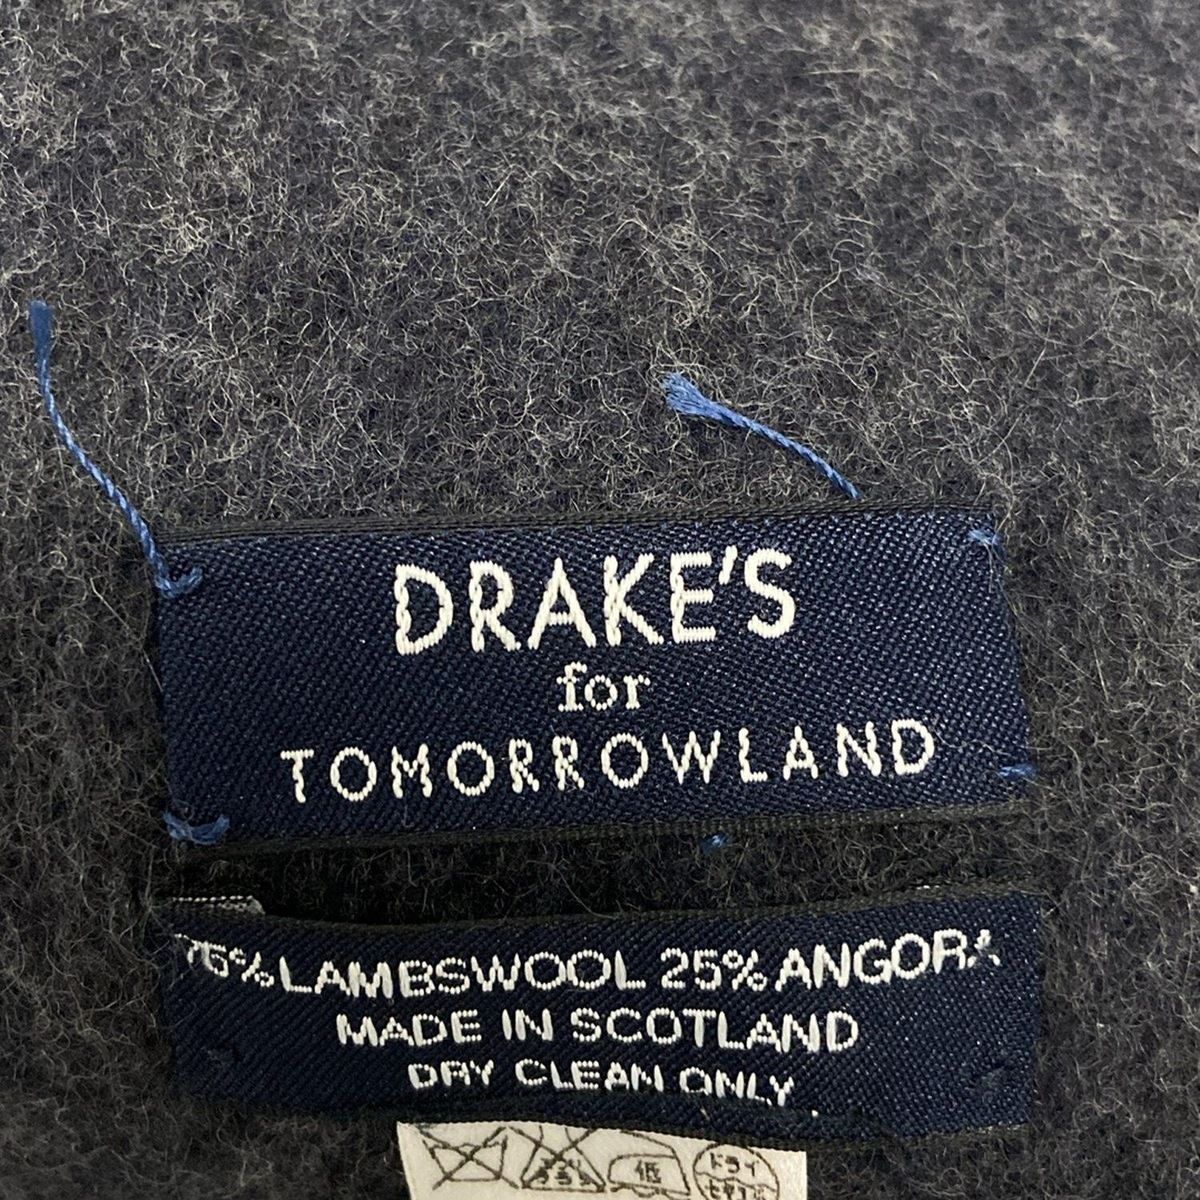 DRAKE'S
for
TOMORROWLAND
75% LAMBSWOOL 25% ANGORA
MADE IN SCOTLAND
DRY CLEAN ONLY
低
ドライ